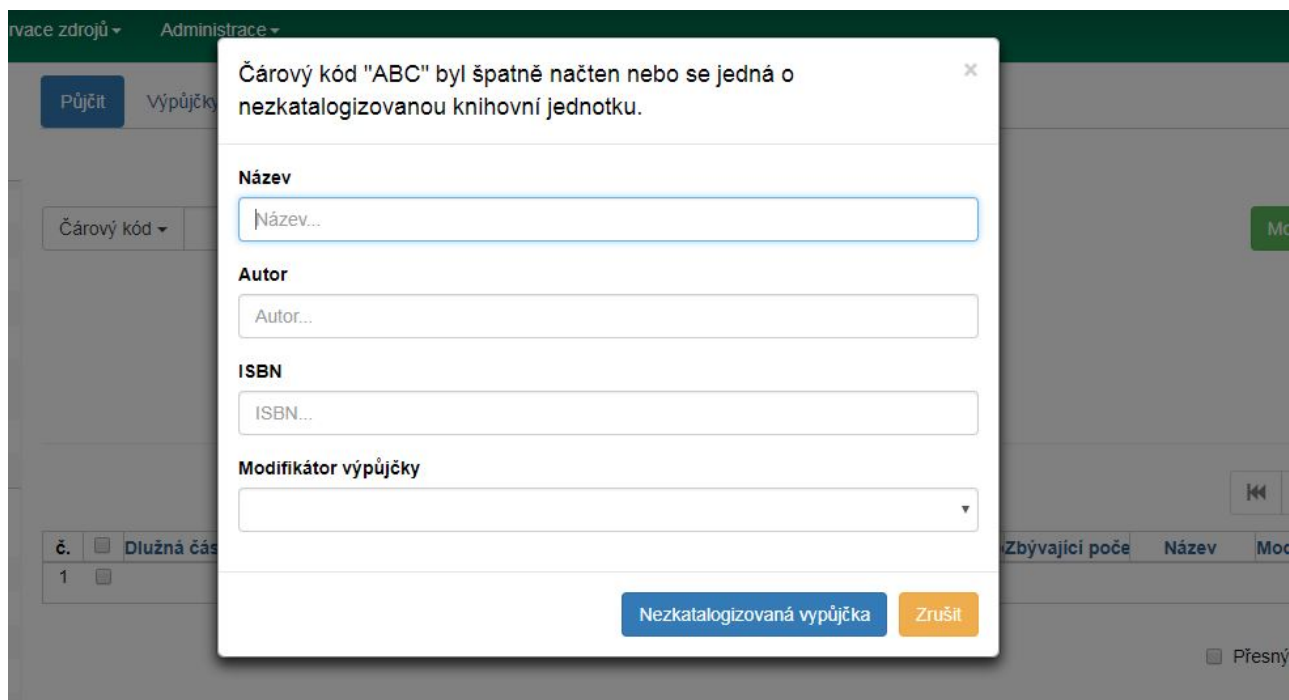 rvace zdrojů Administrace
Čárový kód "ABC" byl špatně načten nebo se jedná o
nezkatalogizovanou knihovní jednotku.
×
Půjčit Výpůjčky
Název
Název...
Čárový kód
Mo
Autor
Autor...
ISBN
ISBN...
Modifikátor výpůjčky
č. Dlužná čás Zbývající poče Název Mod
1
Nezkatalogizovaná vypůjčka Zrušit
Přesný